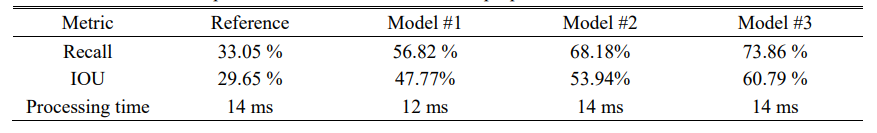 Metric Reference Model #1 Model #2 Model #3
Recall 33.05 % 56.82 % 68.18% 73.86 %
IOU 29.65 % 47.77% 53.94% 60.79 %
Processing time 14 ms 12 ms 14 ms 14 ms